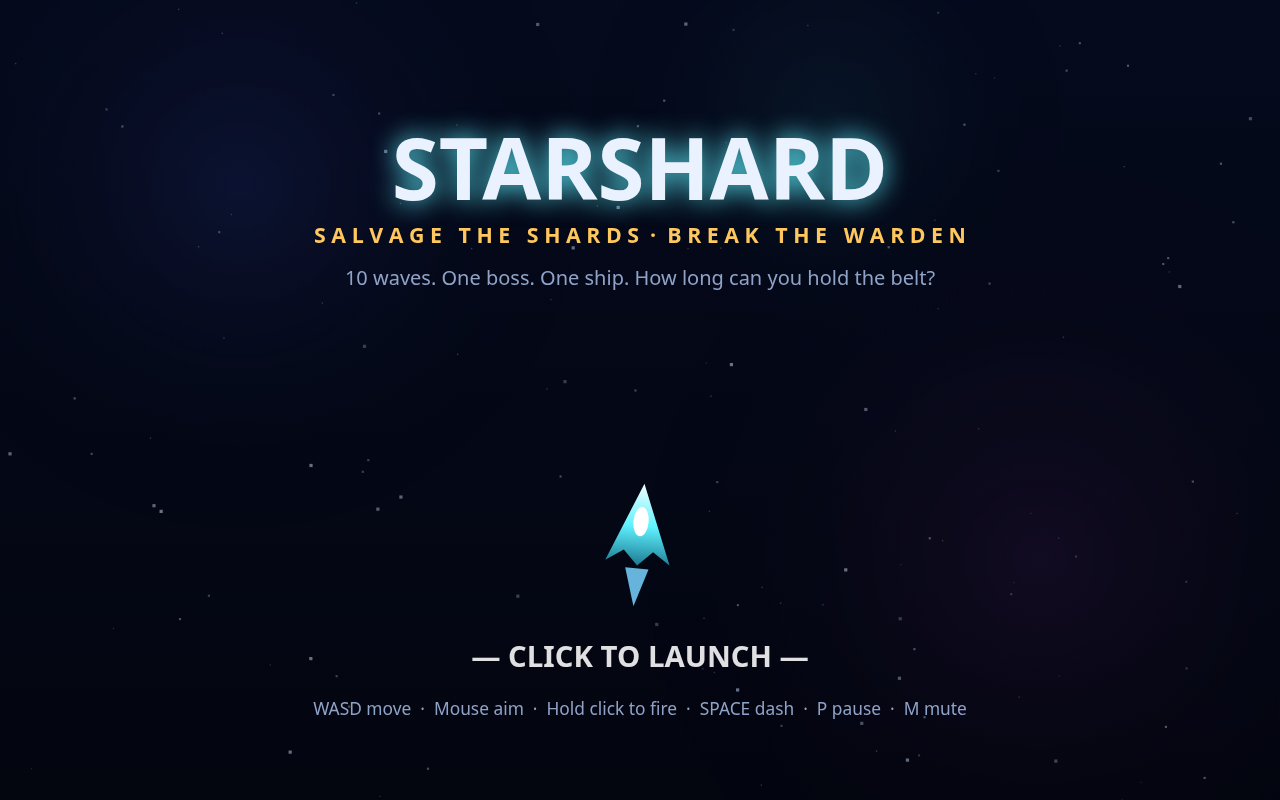 STARSHARD
SALVAGE THE SHARDS · BREAK THE WARDEN
10 waves. One boss. One ship. How long can you hold the belt?
— CLICK TO LAUNCH —
WASD move · Mouse aim · Hold click to fire · SPACE dash · P pause · M mute